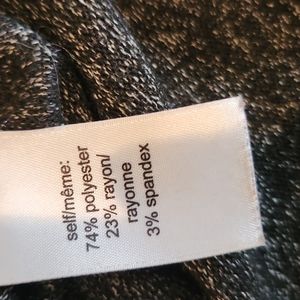 self/même:
74% polyester
23% rayon/
rayonne
3% spandex